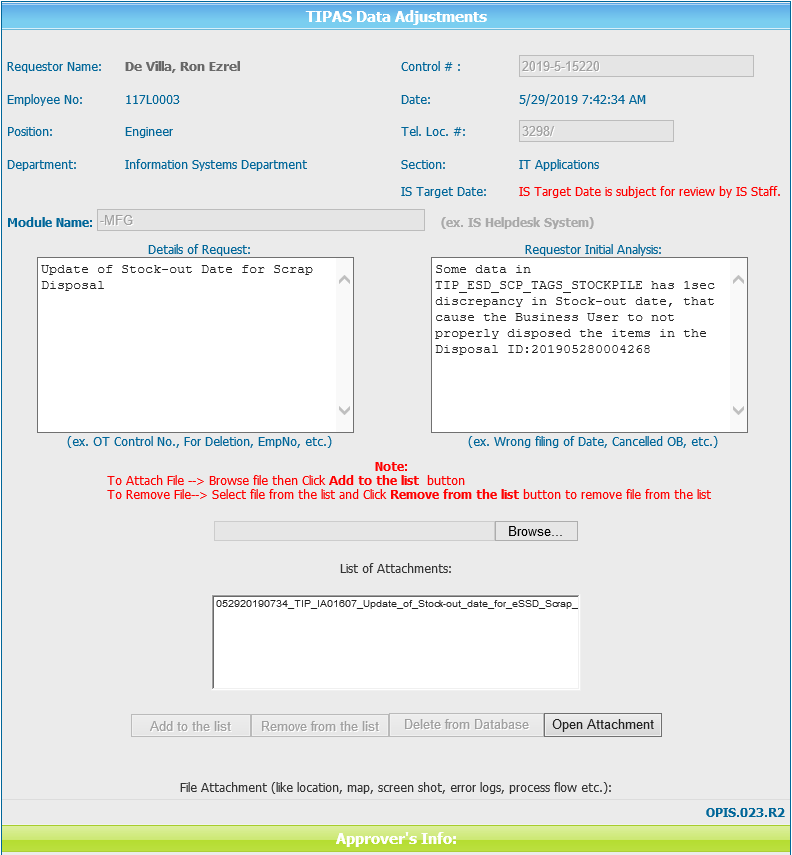 TIPAS Data Adjustments
Requestor Name: De Villa, Ron Ezrel Control # : 2019-5-15220
Employee No: 117L0003 Date: 5/29/2019 7:42:34 AM
Position: Engineer Tel. Loc. #: 3298/
Department: Information Systems Department Section: IT Applications
IS Target Date: IS Target Date is subject for review by IS Staff.
Module Name: -MFG (ex. IS Helpdesk System)
Details of Request:
Update of Stock-out Date for Scrap
Disposal
(ex. OT Control No., For Deletion, EmpNo, etc.)
Requestor Initial Analysis:
Some data in
TIP_ESD_SCP_TAGS_STOCKPILE has 1sec
discrepancy in Stock-out date, that
cause the Business User to not
properly disposed the items in the
Disposal ID:201905280004268
(ex. Wrong filing of Date, Cancelled OB, etc.)
Note:
To Attach File --> Browse file then Click Add to the list button
To Remove File--> Select file from the list and Click Remove from the list button to remove file from the list
Browse...
List of Attachments:
052920190734_TIP_IA01607_Update_of_Stock-out_date_for_eSSD_Scrap_
Add to the list Remove from the list Delete from Database Open Attachment
File Attachment (like location, map, screen shot, error logs, process flow etc.):
OPIS.023.R2
Approver's Info: